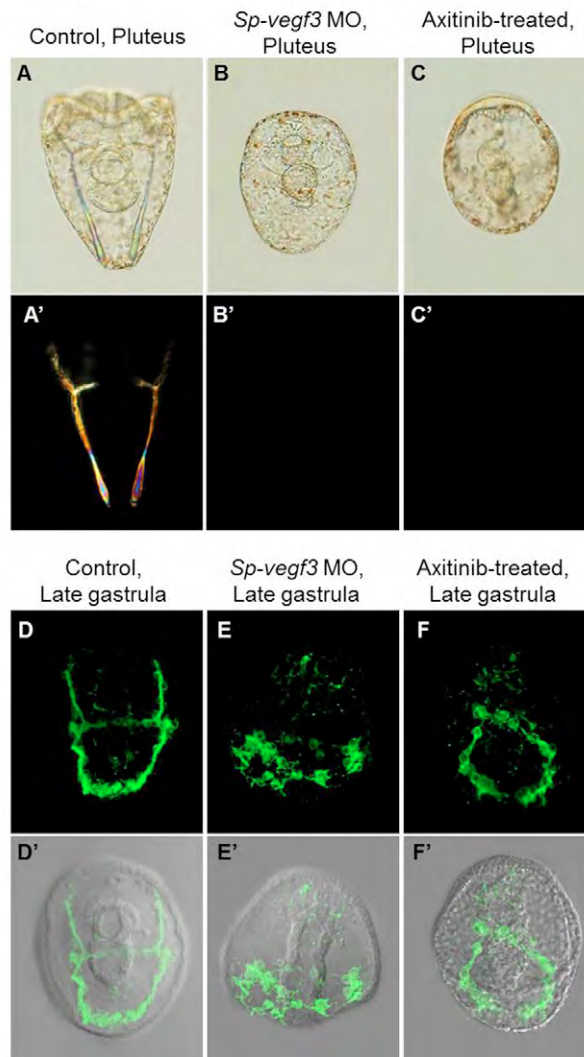 Control, Pluteus
Sp-vegf3 MO,
Pluteus
Axitinib-treated,
Pluteus
A
B
C
A’
B’
C’
Control,
Late gastrula
Sp-vegf3 MO,
Late gastrula
Axitinib-treated,
Late gastrula
D
E
F
D’
E’
F’